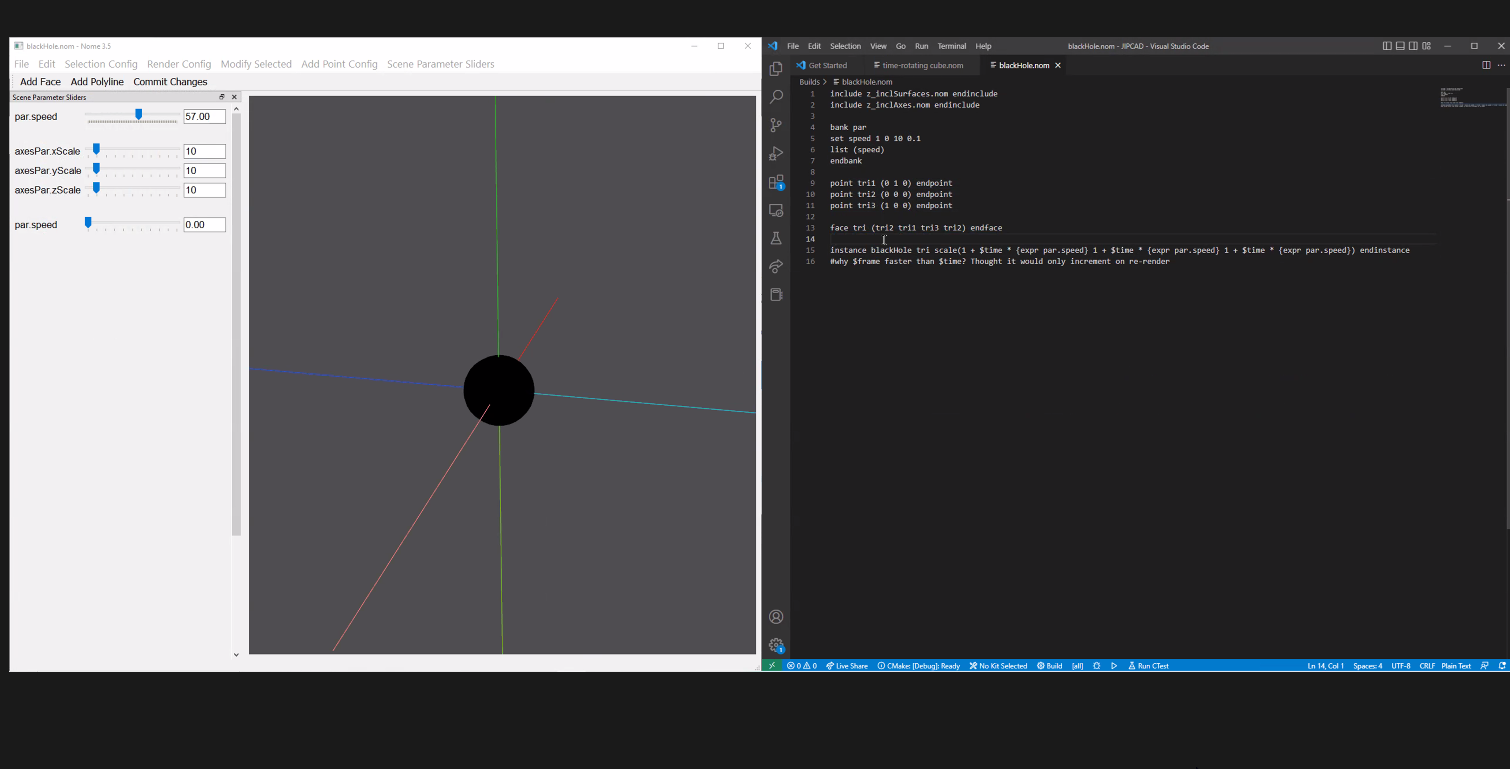 blackHole.nom - Nome 3.5
File Edit Selection Config Render Config Modify Selected Add Point Config Scene Parameter Sliders
Add Face Add Polyline Commit Changes
Scene Parameter Sliders
par.speed 57.00
axesPar.xScale 10
axesPar.yScale 10
axesPar.zScale 10
par.speed 0.00
File Edit Selection View Go Run Terminal Help blackHole.nom - JIPCAD - Visual Studio Code
Get Started time-rotating cube.nom blackHole.nom
Builds > blackHole.nom
1 include z_inclSurfaces.nom endinclude
2 include z_inclAxes.nom endinclude
3
4 bank par
5 set speed 1 0 10 0.1
6 list (speed)
7 endbank
8
9 point tri1 (0 1 0) endpoint
10 point tri2 (0 0 0) endpoint
11 point tri3 (1 0 0) endpoint
12
13 face tri (tri2 tri1 tri3 tri2) endface
14
15 instance blackHole tri scale(1 + $time * {expr par.speed} 1 + $time * {expr par.speed} 1 + $time * {expr par.speed}) endinstance
16 #why $frame faster than $time? Thought it would only increment on re-render
1
1
0 0 Live Share CMake: [Debug]: Ready No Kit Selected Build [all] Run CTest Ln 14, Col 1 Spaces: 4 UTF-8 CRLF Plain Text